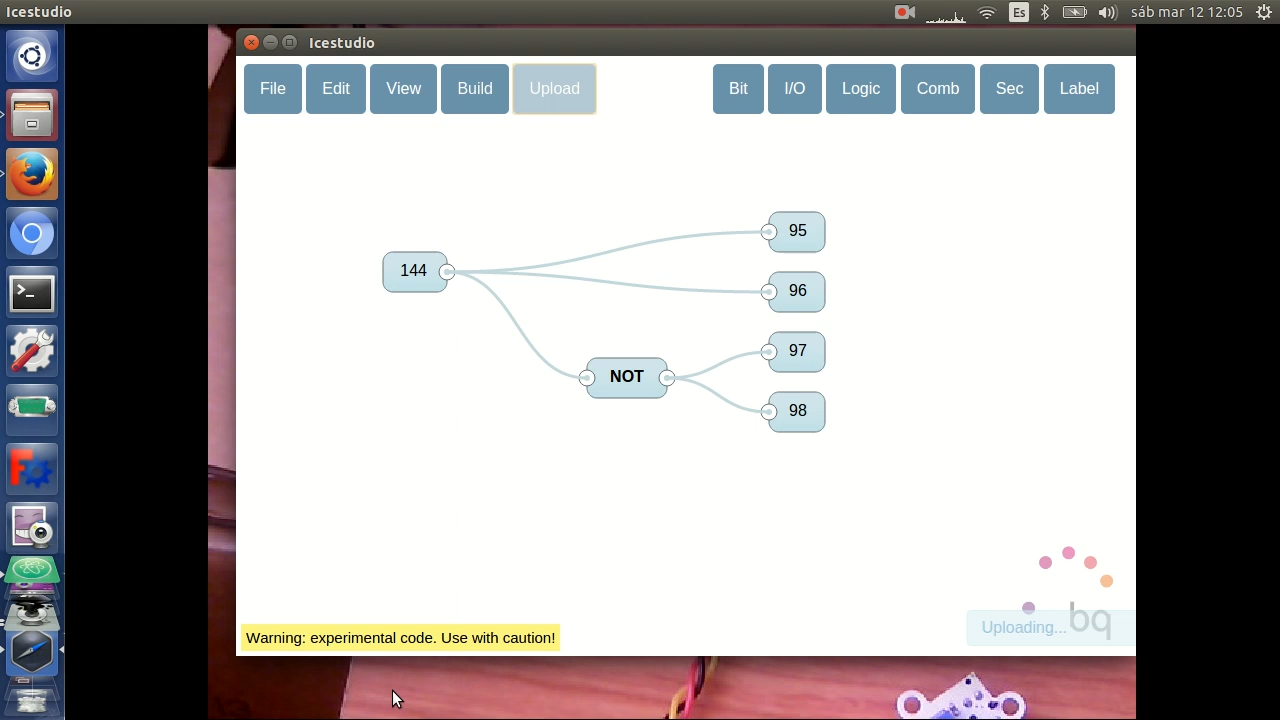 Icestudio
Es
sáb mar 12 12:05
Icestudio
File Edit View Build Upload Bit I/O Logic Comb Sec Label
95
144
96
97
NOT
98
bq
Uploading...
Warning: experimental code. Use with caution!